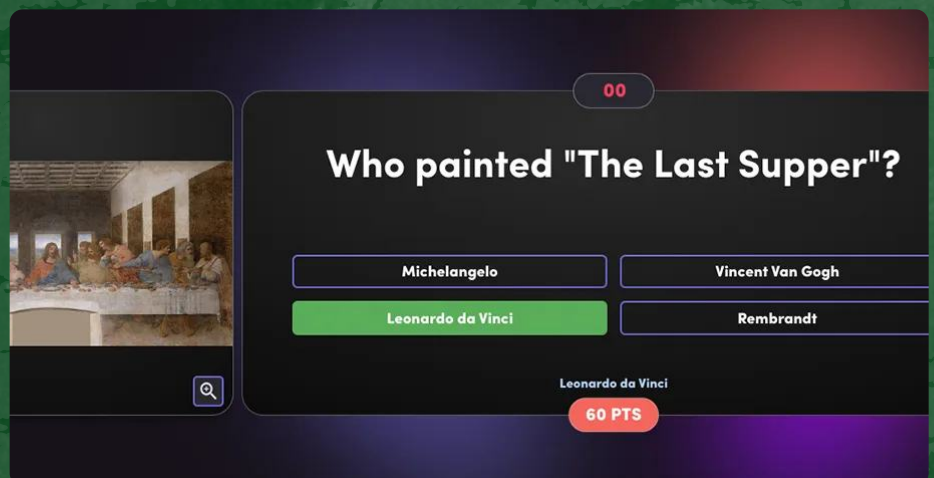 00
Who painted "The Last Supper"?
Michelangelo
Vincent Van Gogh
Leonardo da Vinci
Rembrandt
Leonardo da Vinci
60 PTS